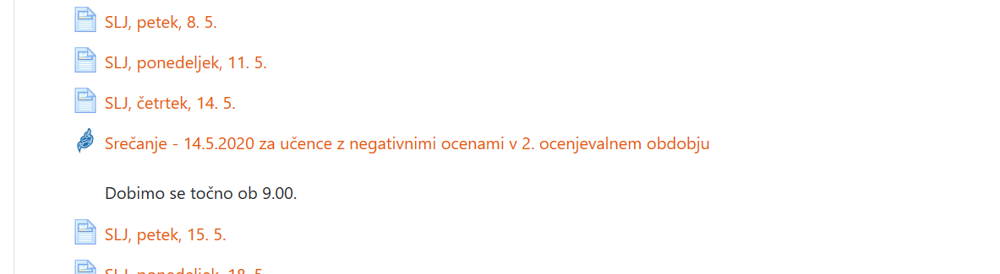 SLJ, petek, 8. 5.
SLJ, ponedeljek, 11. 5.
SLJ, četrtek, 14. 5.
Srečanje - 14.5.2020 za učence z negativnimi ocenami v 2. ocenjevalnem obdobju
Dobimo se točno ob 9.00.
SLJ, petek, 15. 5.
SLJ, ponedeljek, 18. 5.